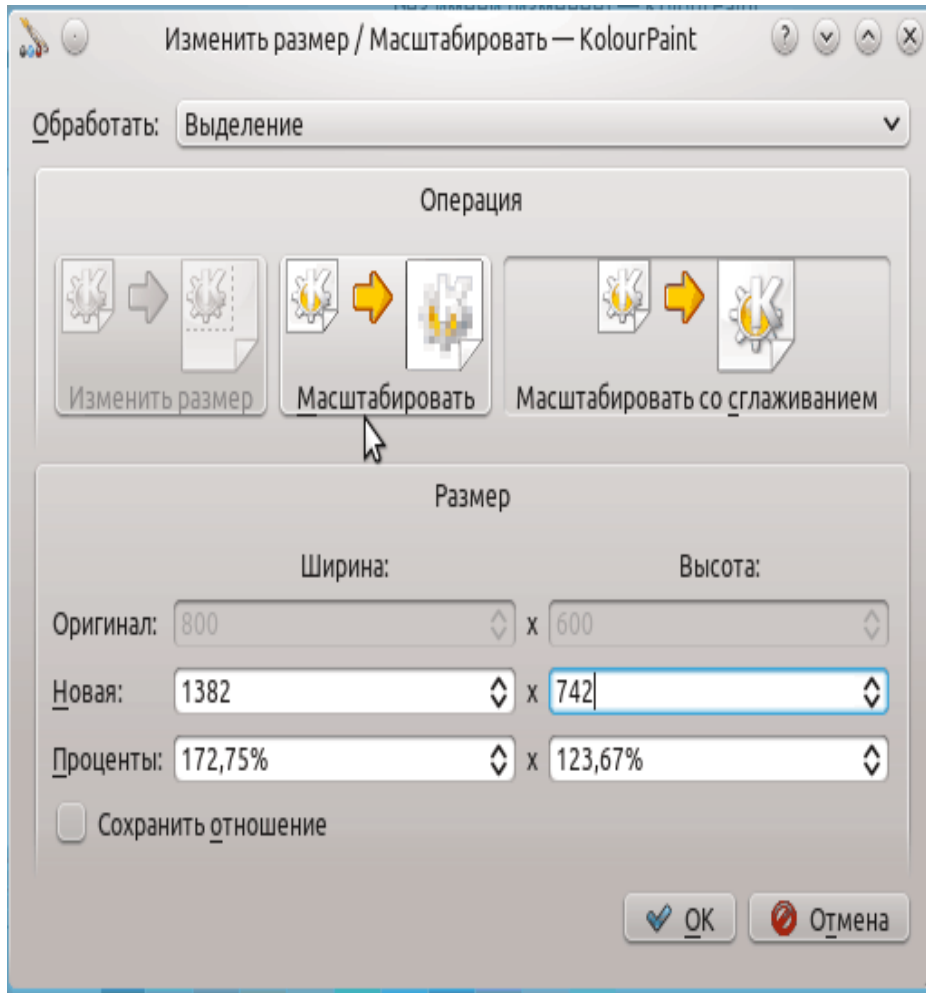 Изменить размер / Масштабировать — KolourPaint
Обработать: Выделение
Операция
Изменить размер Масштабировать Масштабировать со сглаживанием
Размер
Ширина: Высота:
Оригинал: 800 x 600
Новая: 1382 x 742
Проценты: 172,75% x 123,67%
Сохранить отношение
OK Отмена